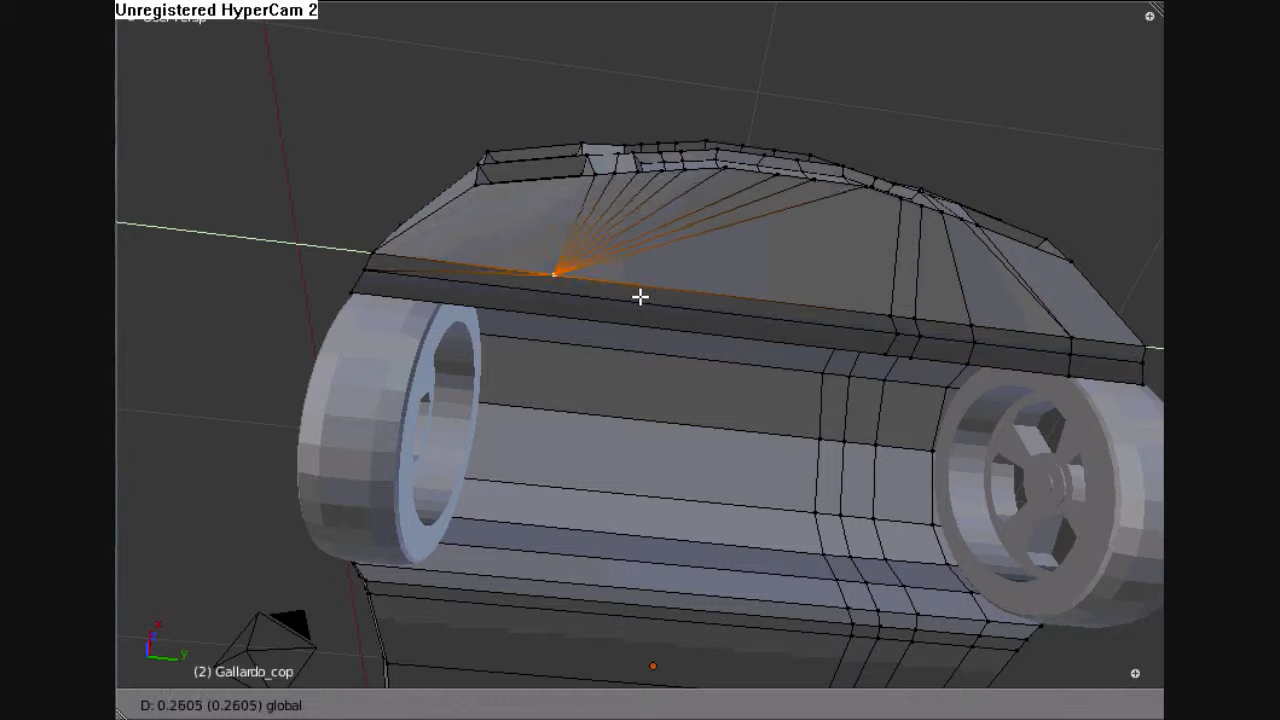 Unregistered HyperCam 2
x
y
(2) Gallardo_cop
D: 0.2605 (0.2605) global